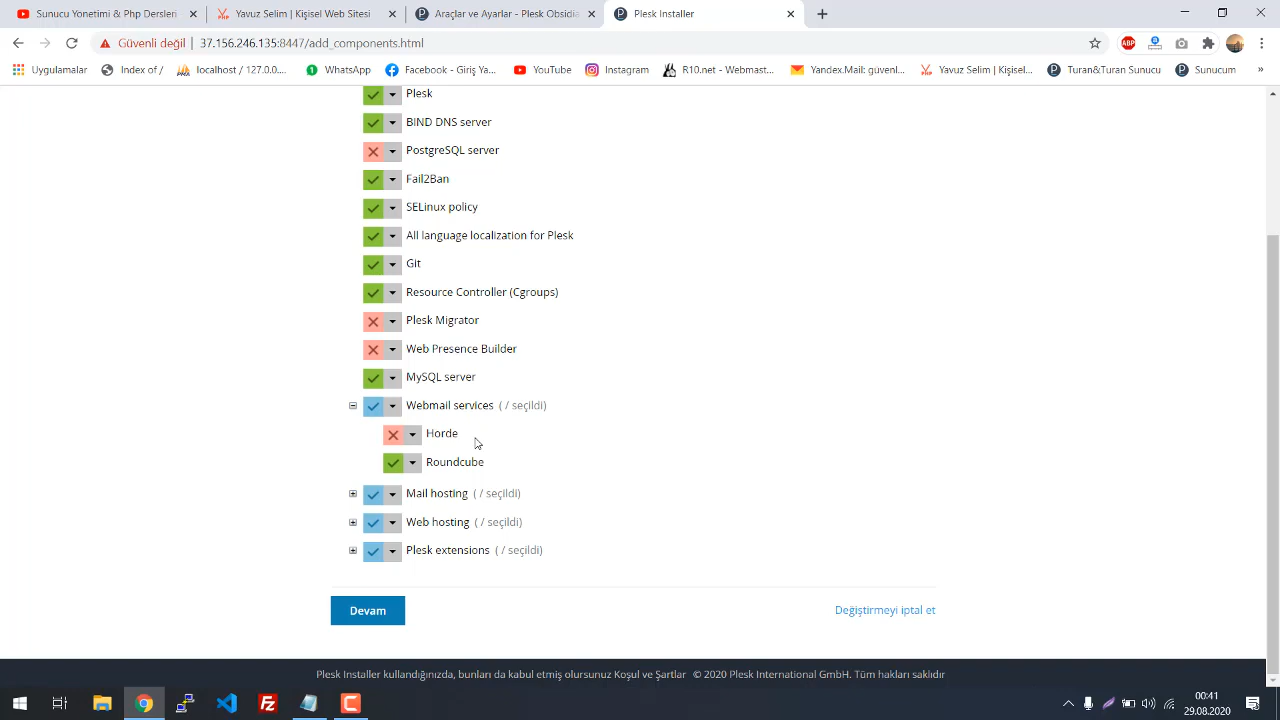 Sunucu Yönetimi & Php Dersleri
Yavuz Selim | Kişisel Web Sitesi
Araçlar ve Ayarlar - Plesk Obsidia
Plesk Installer
Güvenli değil
37.156.246.135:8447/add_components.html
ABP
Uygulamalar
Index of /
localhost / 127.0.0....
WhatsApp
Facebook - Giriş Ya...
YouTube
Instagram
R10.net - Webmast...
Yandex.Mail: güvenl...
Yavuz Selim | Kişisel...
Turna Turan Sunucu
Sunucum
»
Plesk
BIND DNS server
PostgreSQL server
Fail2Ban
SELinux policy
All language localization for Plesk
Git
Resource Controller (Cgroups)
Plesk Migrator
Web Presence Builder
MySQL server
Webmail services ( / seçildi)
Horde
Roundcube
Mail hosting ( / seçildi)
Web hosting ( / seçildi)
Plesk extensions ( / seçildi)
Devam
Değiştirmeyi iptal et
Plesk Installer kullandığınızda, bunları da kabul etmiş olursunuz Koşul ve Şartlar © 2020 Plesk International GmbH. Tüm hakları saklıdır
00:41
29.08.2020